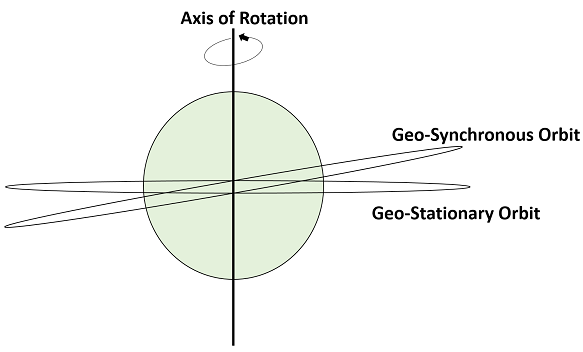 Axis of Rotation
Geo-Synchronous Orbit
Geo-Stationary Orbit